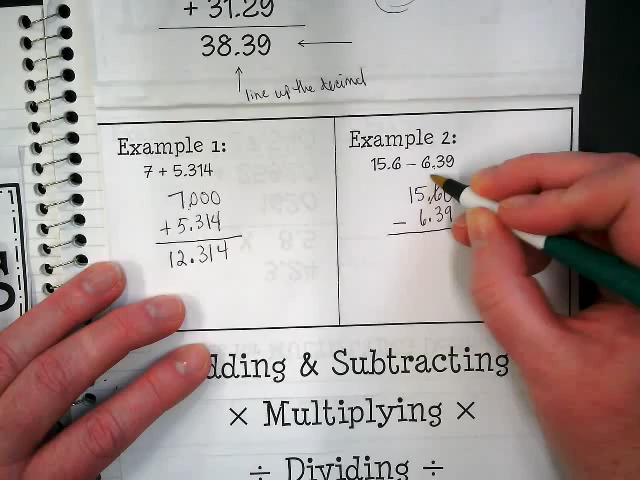 + 31.29
38.39
line up the decimal
Example 1:
7 + 5.314
7.000
+ 5.314
12.314
Example 2:
15.6 - 6.39
15.60
- 6.39
dding & Subtracting
× Multiplying ×
÷ Dividing ÷